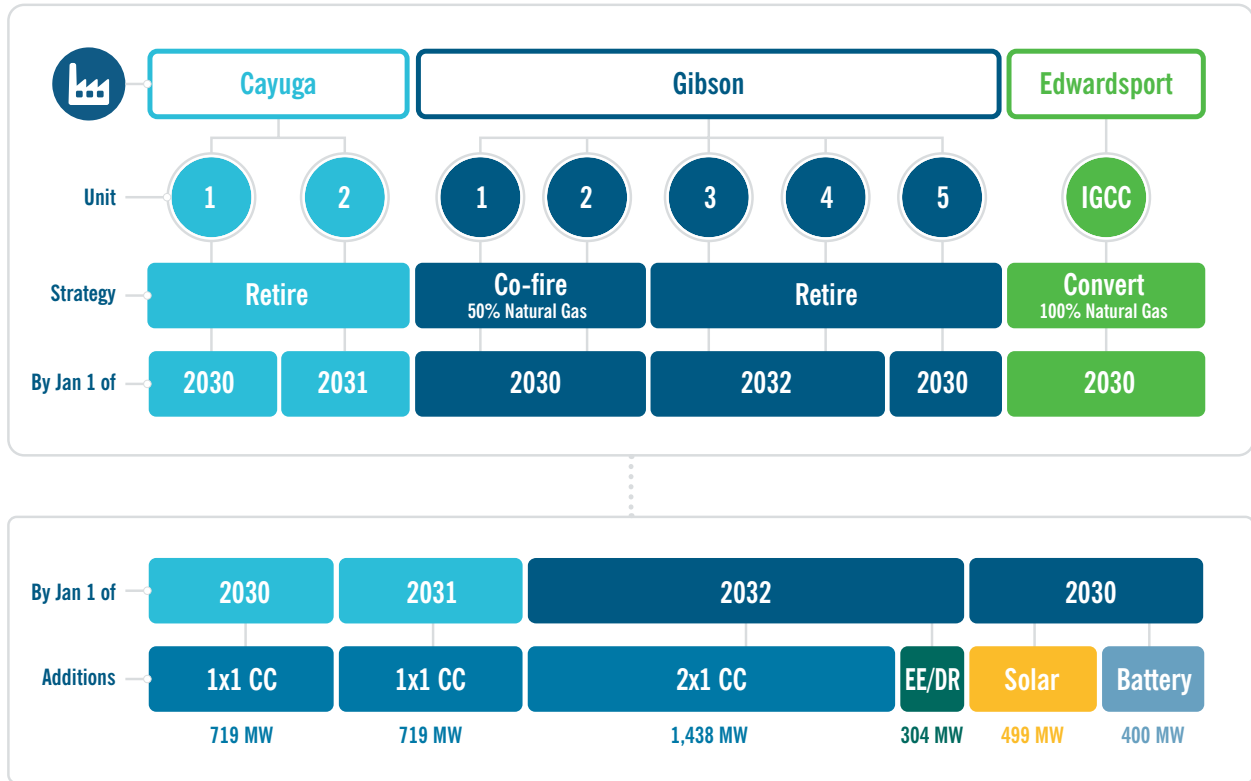 Cayuga
Gibson
Edwardsport
Unit
1
2
1
2
3
4
5
IGCC
Strategy
Retire
Co-fire
50% Natural Gas
Retire
Convert
100% Natural Gas
By Jan 1 of
2030
2031
2030
2032
2030
2030
By Jan 1 of
2030
2031
2032
2030
Additions
1x1 CC
1x1 CC
2x1 CC
EE/DR
Solar
Battery
719 MW
719 MW
1,438 MW
304 MW
499 MW
400 MW